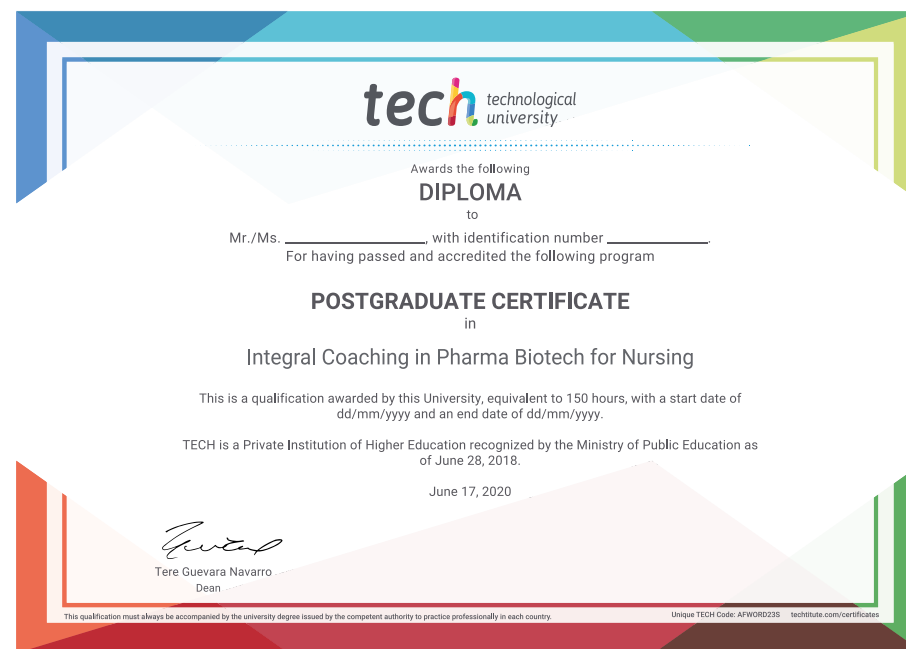 tech technological
university
Awards the following
DIPLOMA
to
Mr./Ms. ____________________, with identification number ______________.
For having passed and accredited the following program
POSTGRADUATE CERTIFICATE
in
Integral Coaching in Pharma Biotech for Nursing
This is a qualification awarded by this University, equivalent to 150 hours, with a start date of
dd/mm/yyyy and an end date of dd/mm/yyyy.
TECH is a Private Institution of Higher Education recognized by the Ministry of Public Education as
of June 28, 2018.
June 17, 2020
Tere Guevara Navarro
Dean
This qualification must always be accompanied by the university degree issued by the competent authority to practice professionally in each country.
Unique TECH Code: AFWORD23S techtitute.com/certificates